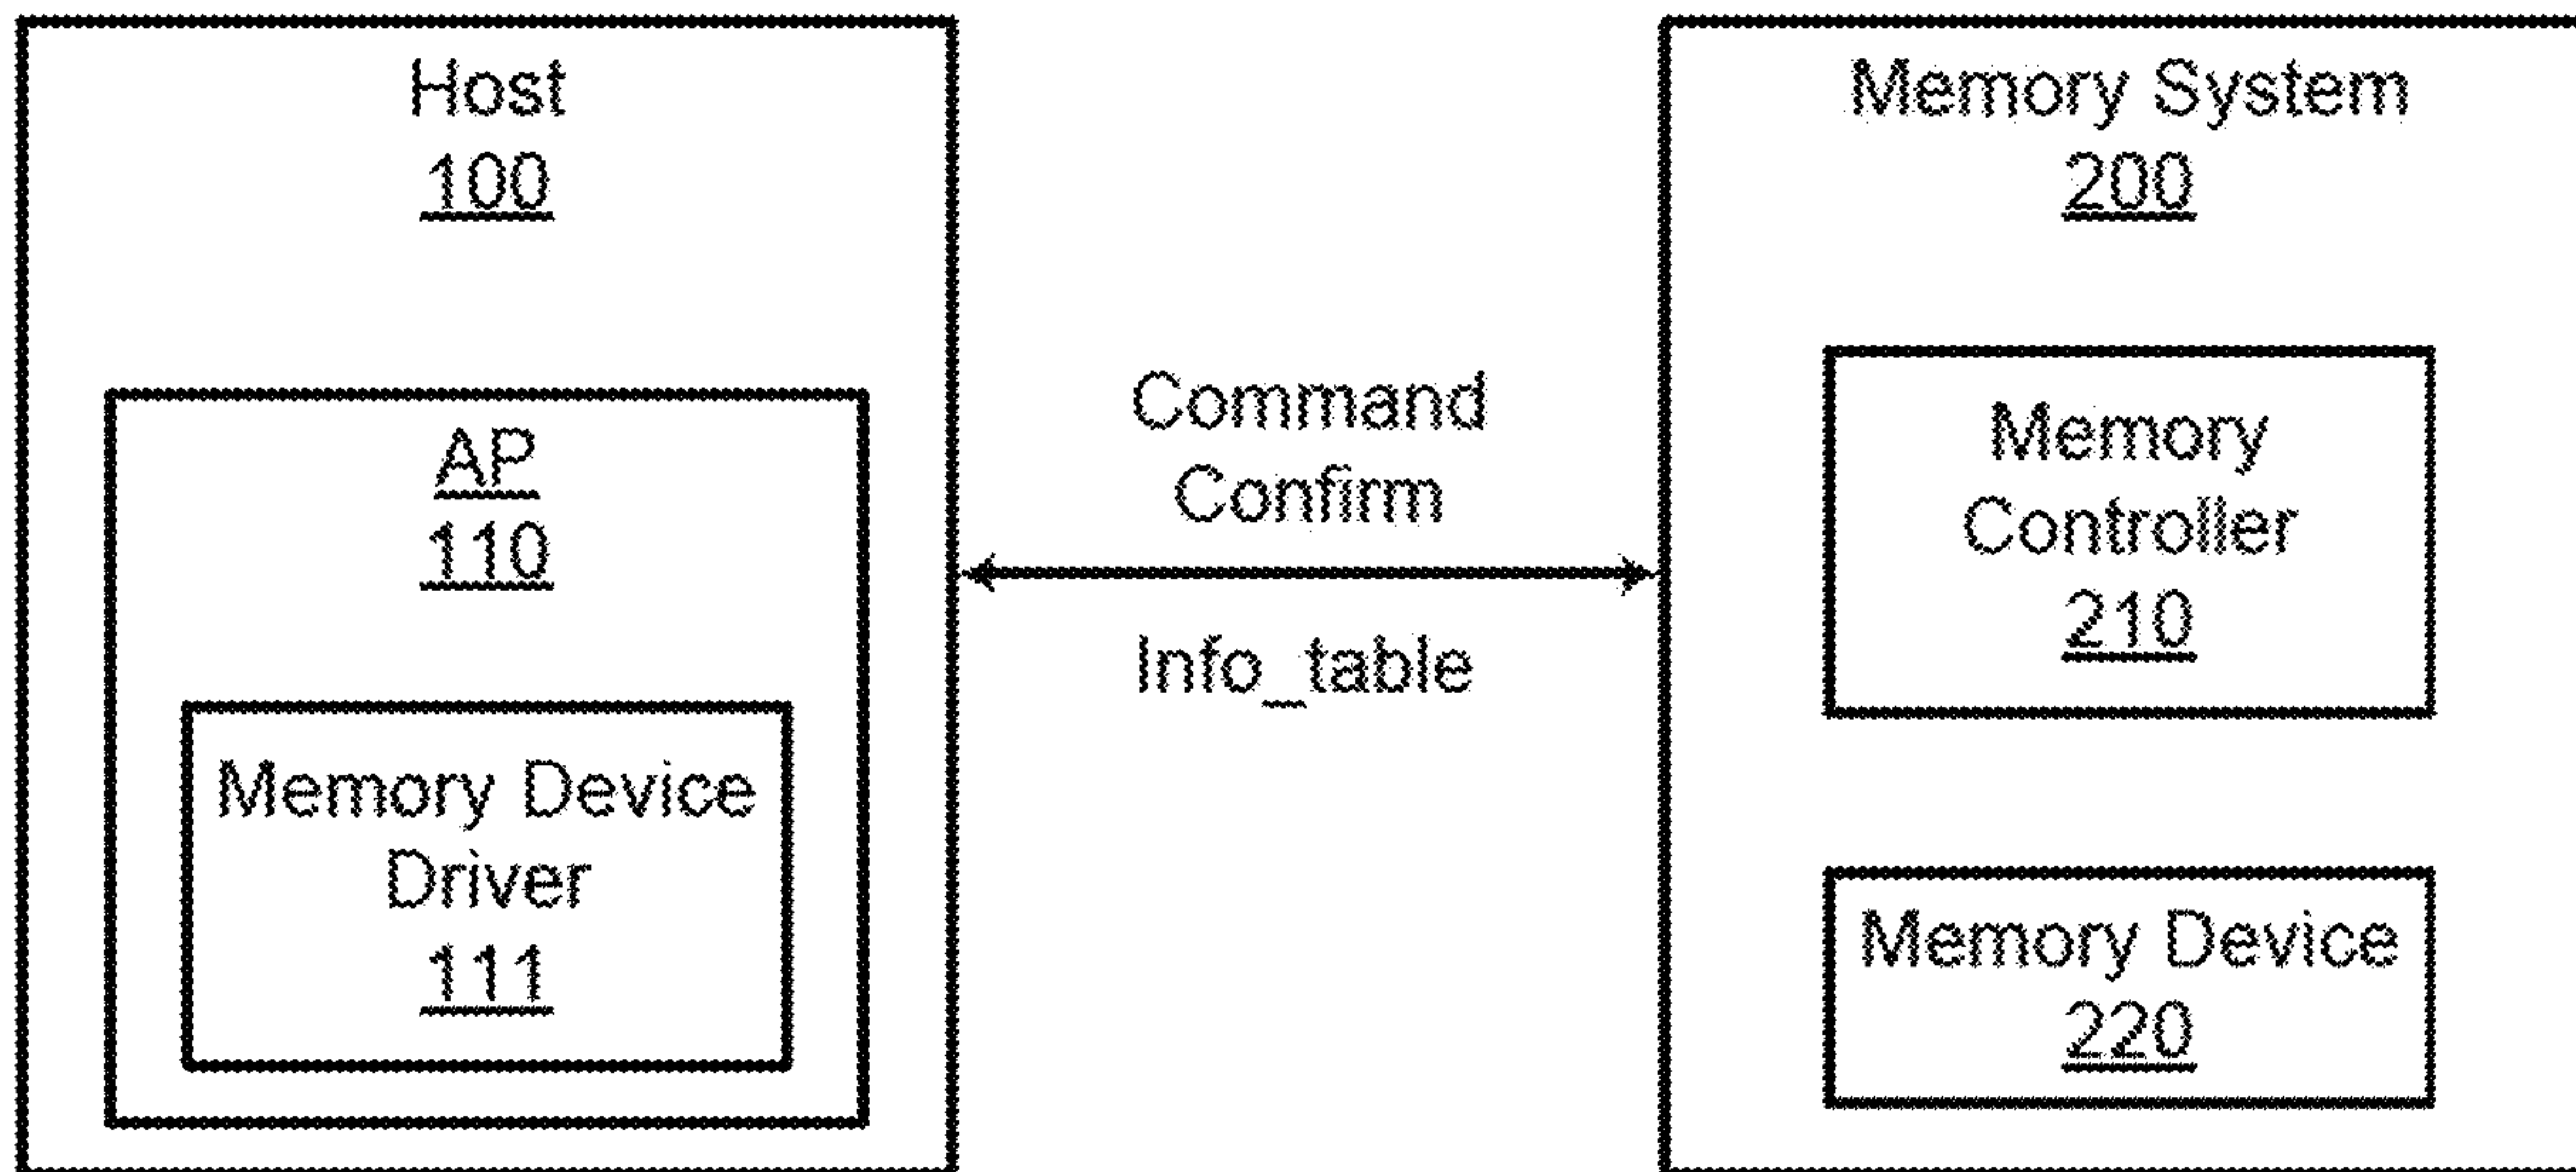 Host
100
AP
110
Memory Device
Driver
111
Command
Confirm
Info_table
Memory System
200
Memory
Controller
210
Memory Device
220